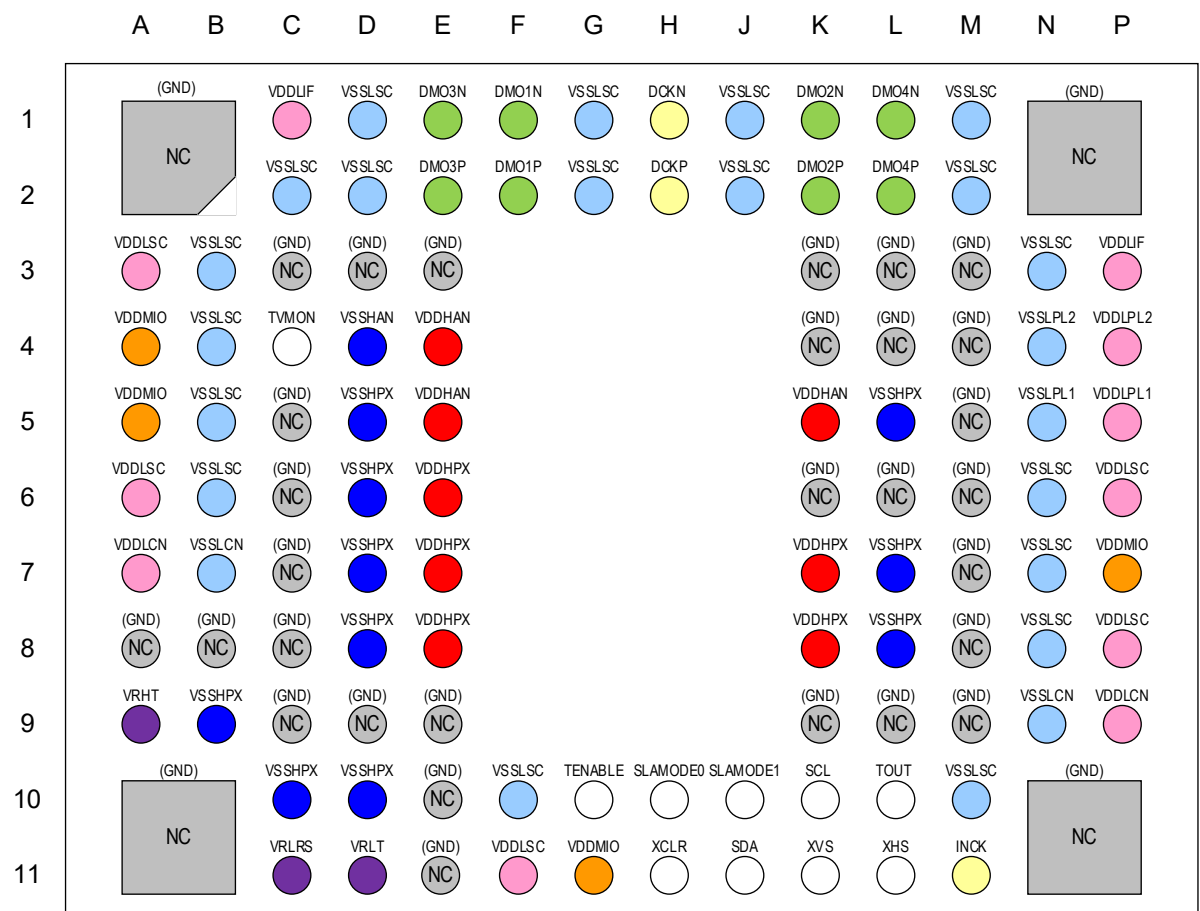 A B C D E F G H J K L M N P
(GND) VDDLIF VSSLSC DMO3N DMO1N VSSLSC DCKN VSSLSC DMO2N DMO4N VSSLSC (GND)
1
NC NC
VSSLSC VSSLSC DMO3P DMO1P VSSLSC DCKP VSSLSC DMO2P DMO4P VSSLSC
2
VDDLSC VSSLSC (GND) (GND) (GND) (GND) (GND) (GND) VSSLSC VDDLIF
3 NC NC NC NC NC NC
VDDMIO VSSLSC TVMON VSSHAN VDDHAN (GND) (GND) (GND) VSSLPL2 VDDLPL2
4 NC NC NC
VDDMIO VSSLSC (GND) VSSHPX VDDHAN VDDHAN VSSHPX (GND) VSSLPL1 VDDLPL1
5 NC NC
VDDLSC VSSLSC (GND) VSSHPX VDDHPX (GND) (GND) (GND) VSSLSC VDDLSC
6 NC NC NC NC
VDDLCN VSSLCN (GND) VSSHPX VDDHPX VDDHPX VSSHPX (GND) VSSLSC VDDMIO
7 NC NC
(GND) (GND) (GND) VSSHPX VDDHPX VDDHPX VSSHPX (GND) VSSLSC VDDLSC
8 NC NC NC NC
VRHT VSSHPX (GND) (GND) (GND) (GND) (GND) (GND) VSSLCN VDDLCN
9 NC NC NC NC NC NC
(GND) VSSHPX VSSHPX (GND) VSSLSC TENABLE SLAMODE0 SLAMODE1 SCL TOUT VSSLSC (GND)
10 NC
NC NC
VRLRS VRLT (GND) VDDLSC VDDMIO XCLR SDA XVS XHS INCK
11 NC